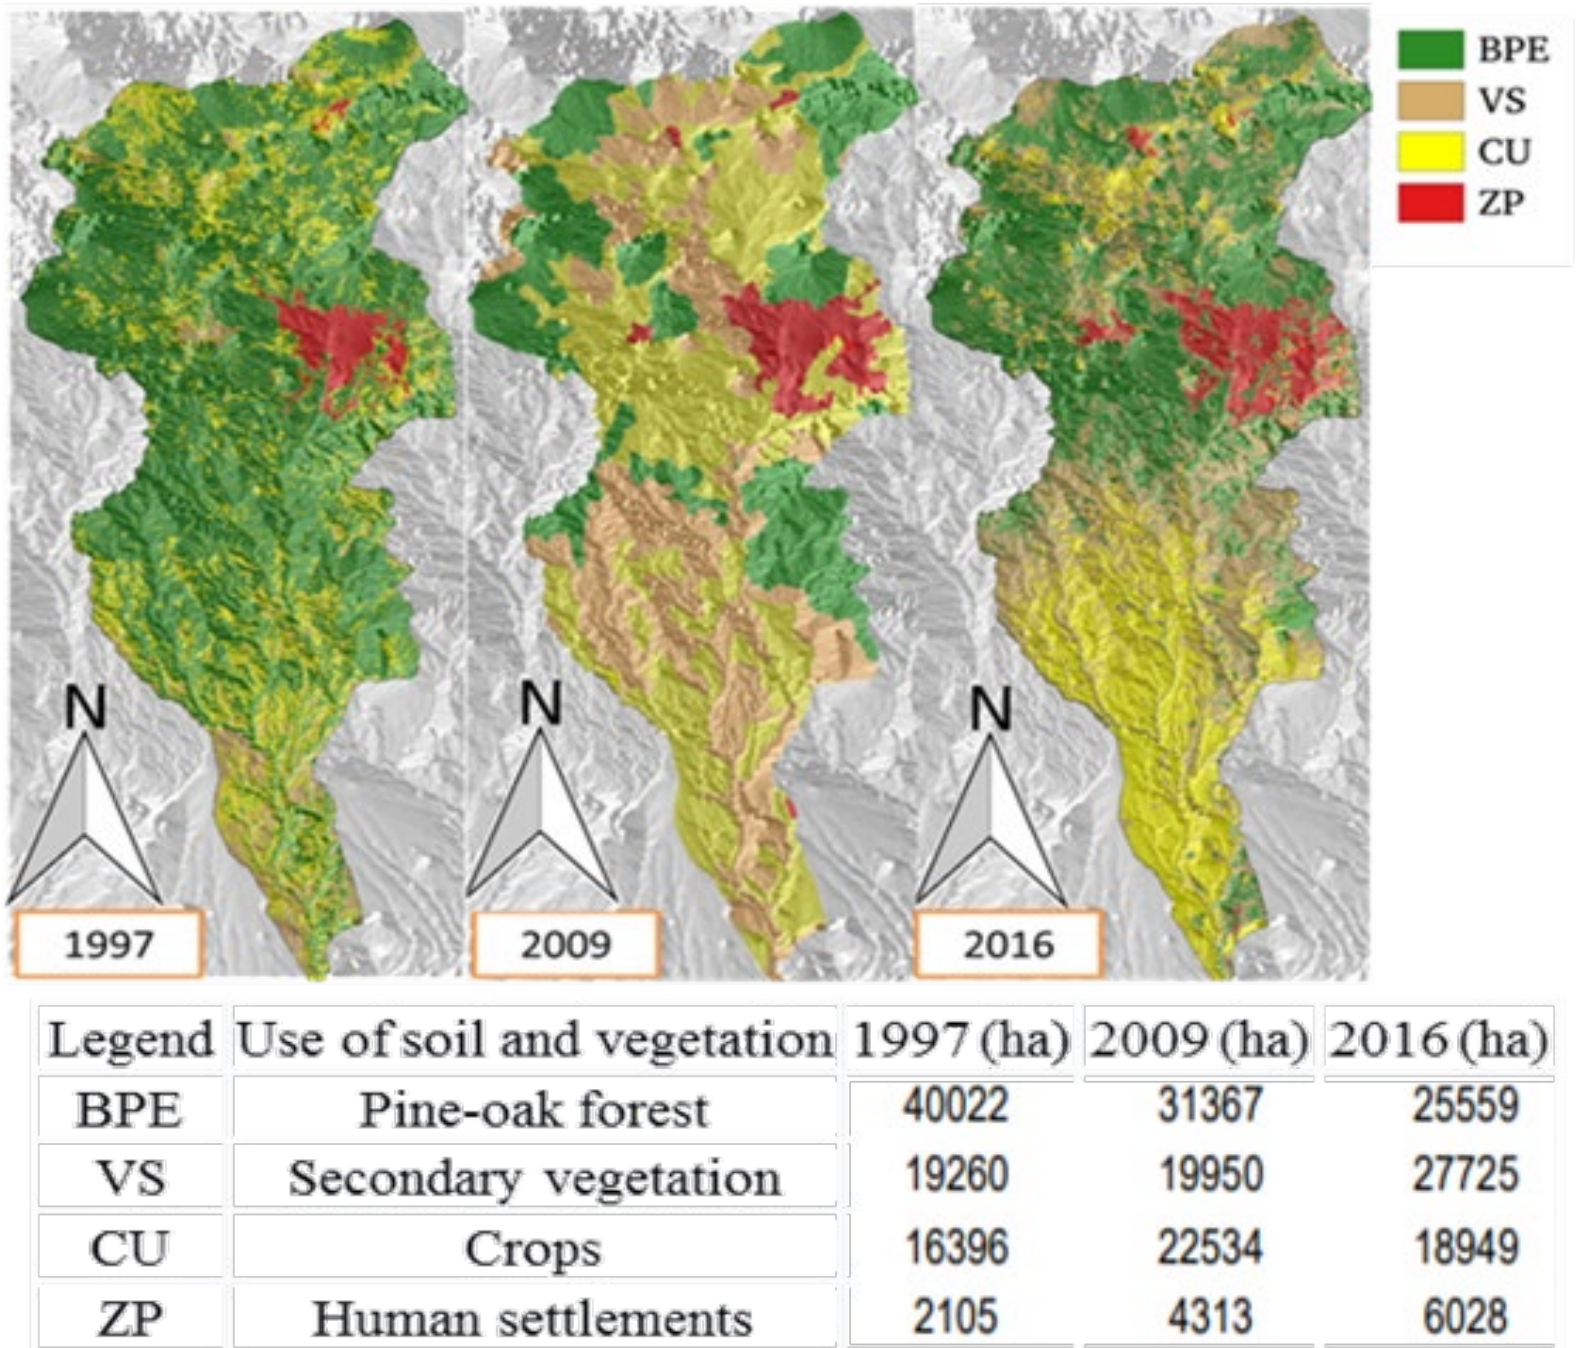 BPE
VS
CU
ZP
N
N
N
1997
2009
2016
Legend Use of soil and vegetation 1997 (ha) 2009 (ha) 2016 (ha)
BPE Pine-oak forest 40022 31367 25559
VS Secondary vegetation 19260 19950 27725
CU Crops 16396 22534 18949
ZP Human settlements 2105 4313 6028